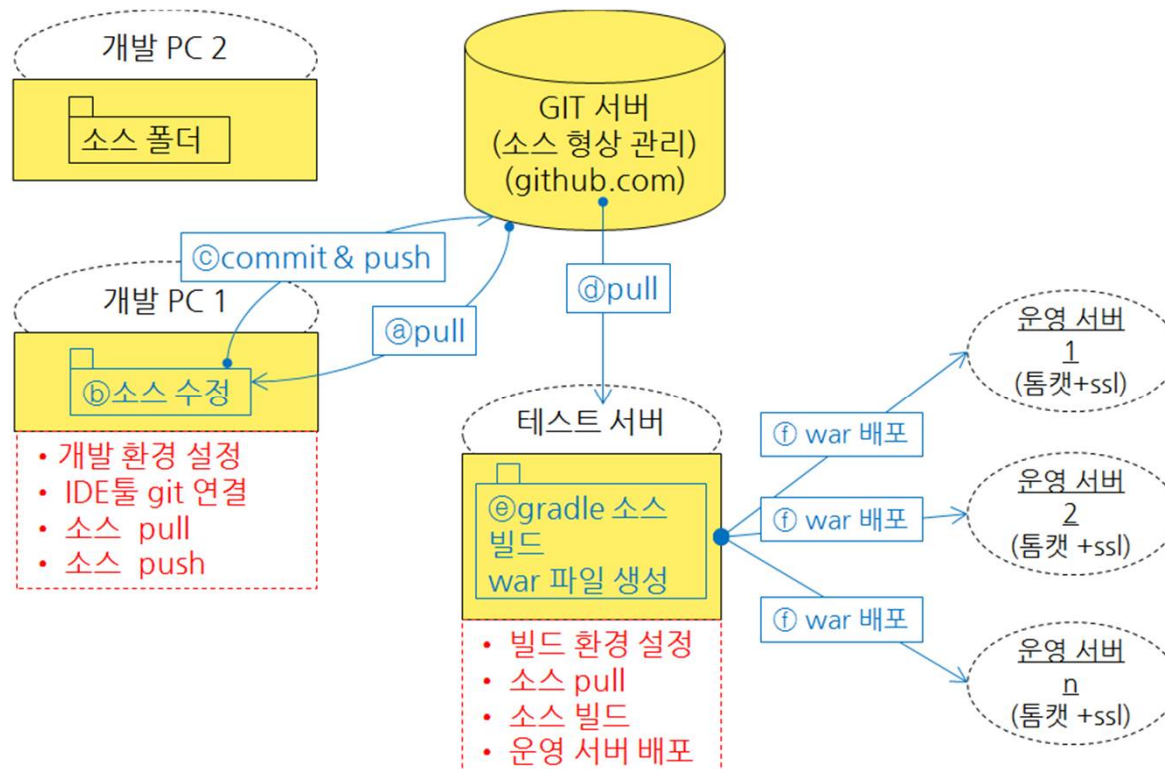 개발 PC 2
소스 폴더
GIT 서버
(소스 형상 관리)
(github.com)
ⓒcommit & push
ⓓpull
개발 PC 1
ⓐpull
ⓑ소스 수정
• 개발 환경 설정
• IDE툴 git 연결
• 소스 pull
• 소스 push
테스트 서버
ⓔgradle 소스
빌드
war 파일 생성
• 빌드 환경 설정
• 소스 pull
• 소스 빌드
• 운영 서버 배포
ⓕ war 배포
ⓕ war 배포
ⓕ war 배포
운영 서버
1
(톰캣+ssl)
운영 서버
2
(톰캣 +ssl)
운영 서버
n
(톰캣 +ssl)